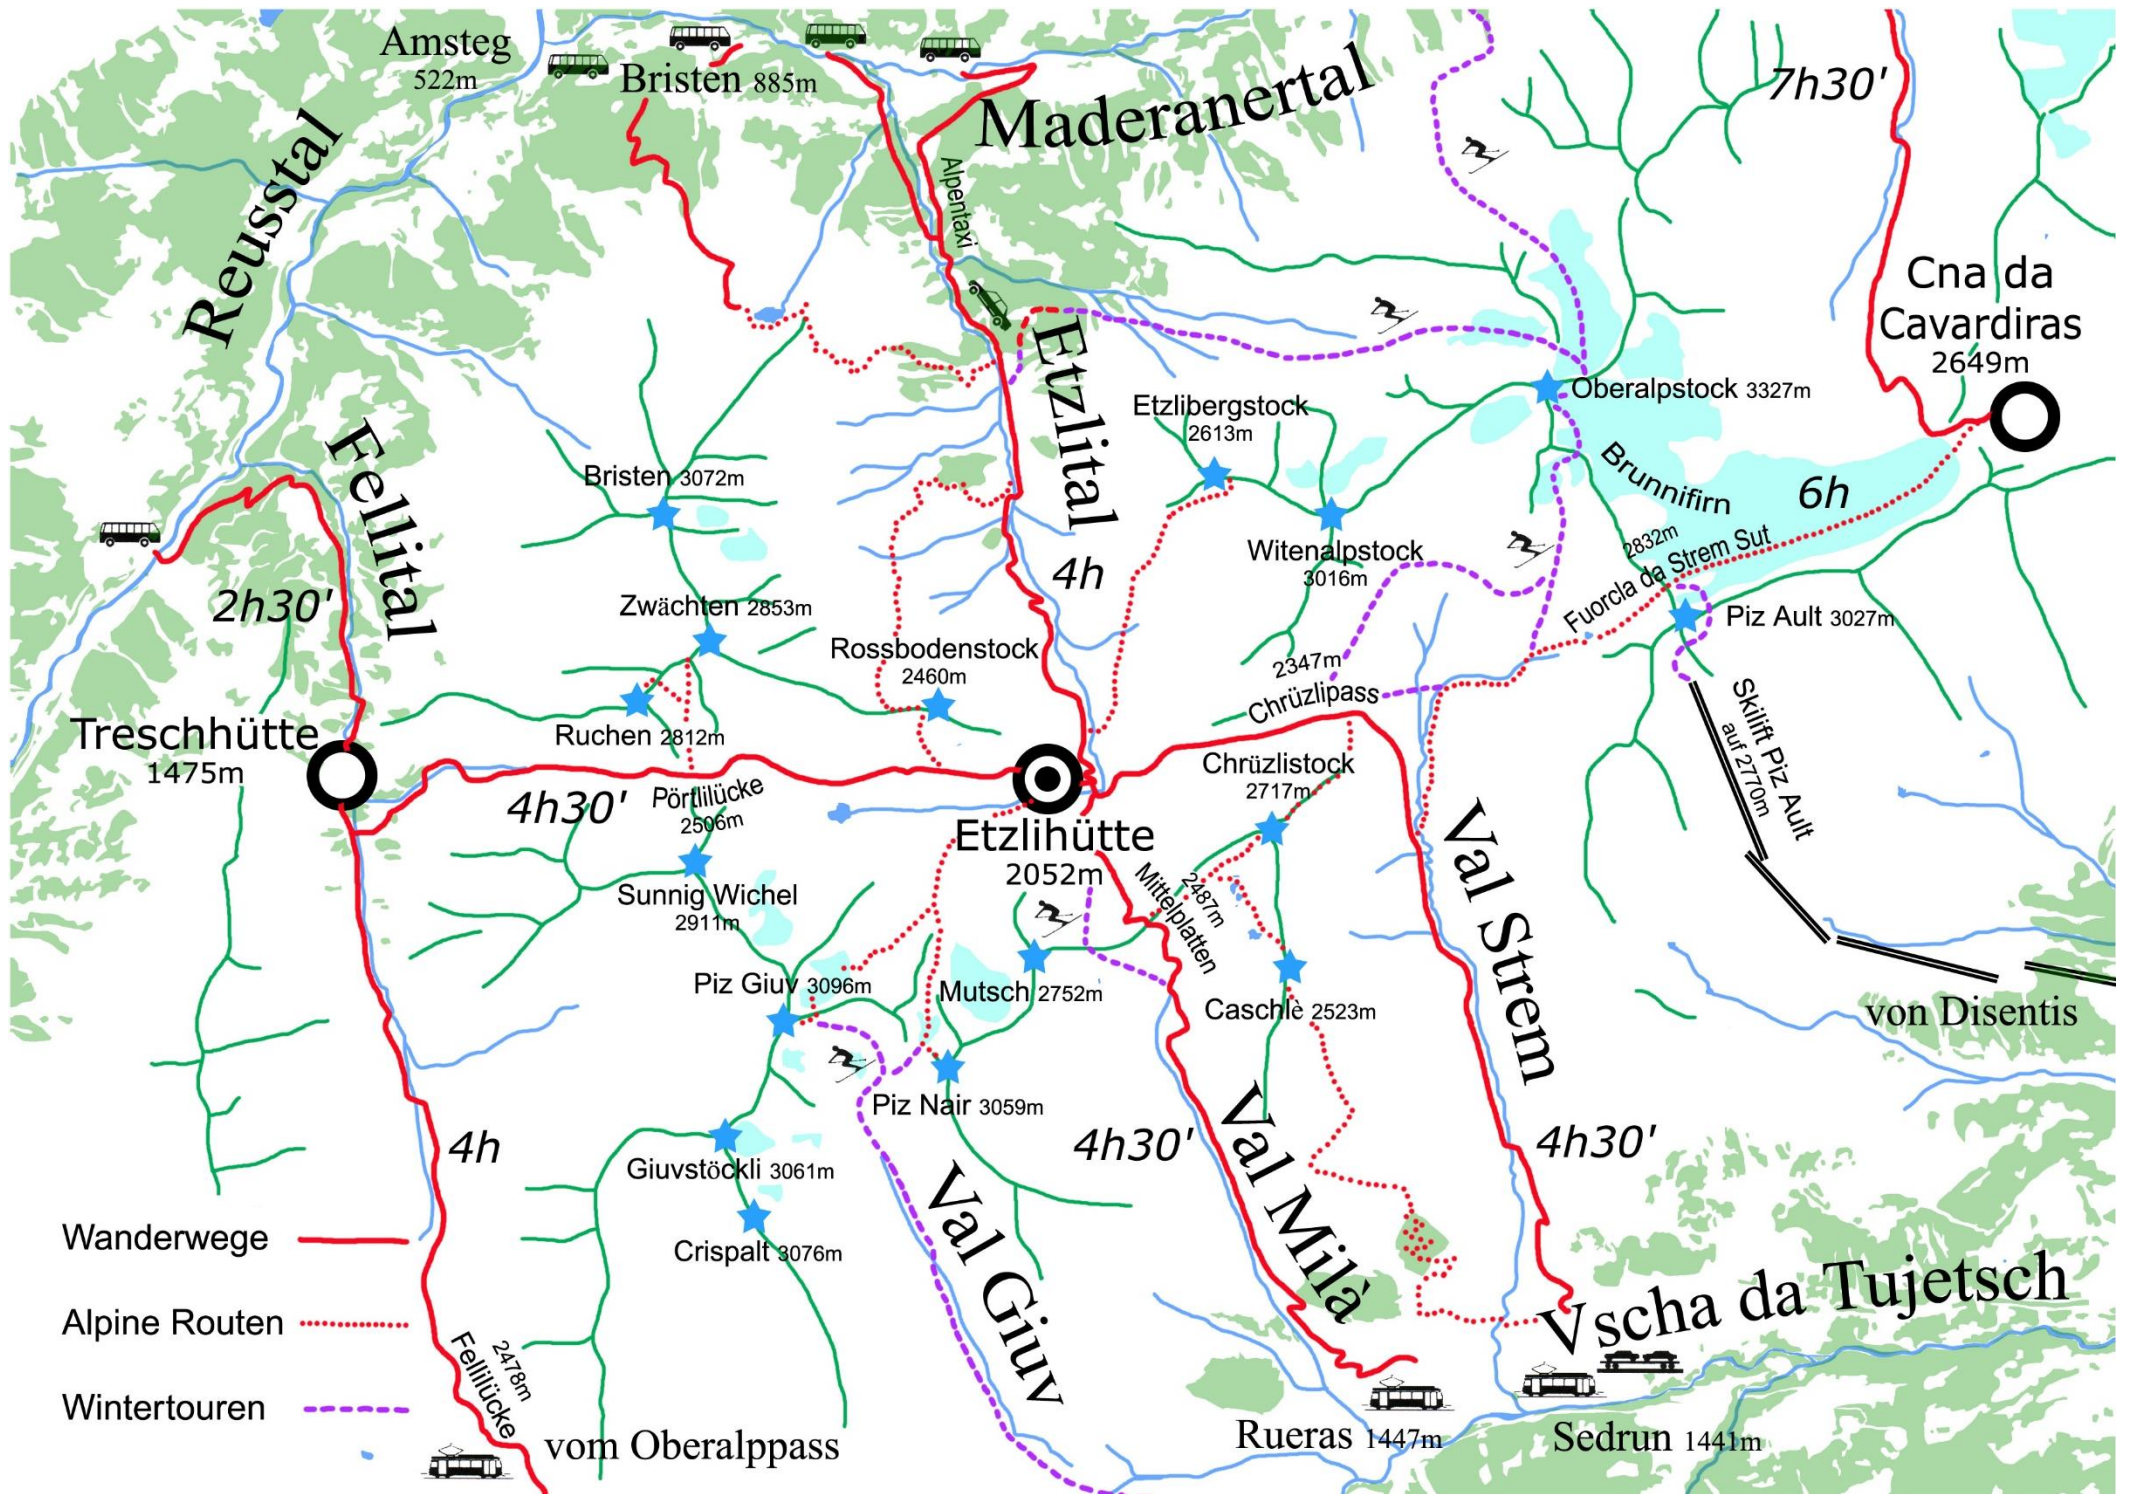 Amsteg
522m
Bristen 885m
Maderanertal
7h30'
Reusstal
Alpentaxi
Cna da
Cavardiras
2649m
Etzlital
Oberalpstock 3327m
Etzlibergstock
2613m
Fellital
Bristen 3072m
Brunnifirn
6h
Witenalpstock
3016m
2832m
Fuorcla da Strem Sut
4h
2h30'
Zwächten 2853m
Piz Ault 3027m
Rossbodenstock
2460m
2347m
Chrüzlipass
Treschhütte
1475m
Ruchen 2812m
Skilift Piz Ault
auf 2770m
Chrüzlistock
2717m
4h30'
Pörtlilücke
2506m
Etzlihütte
2052m
Val Strem
Mittelplatten
2487m
Sunnig Wichel
2911m
Piz Giuv 3096m
Mutsch 2752m
Caschlè 2523m
von Disentis
Piz Nair 3059m
4h
4h30'
Val Milà
4h30'
Giuvstöckli 3061m
Val Giuv
Crispalt 3076m
Wanderwege
Alpine Routen
Wintertouren
Vscha da Tujetsch
2478m
Fellilücke
vom Oberalppass
Rueras 1447m
Sedrun 1441m